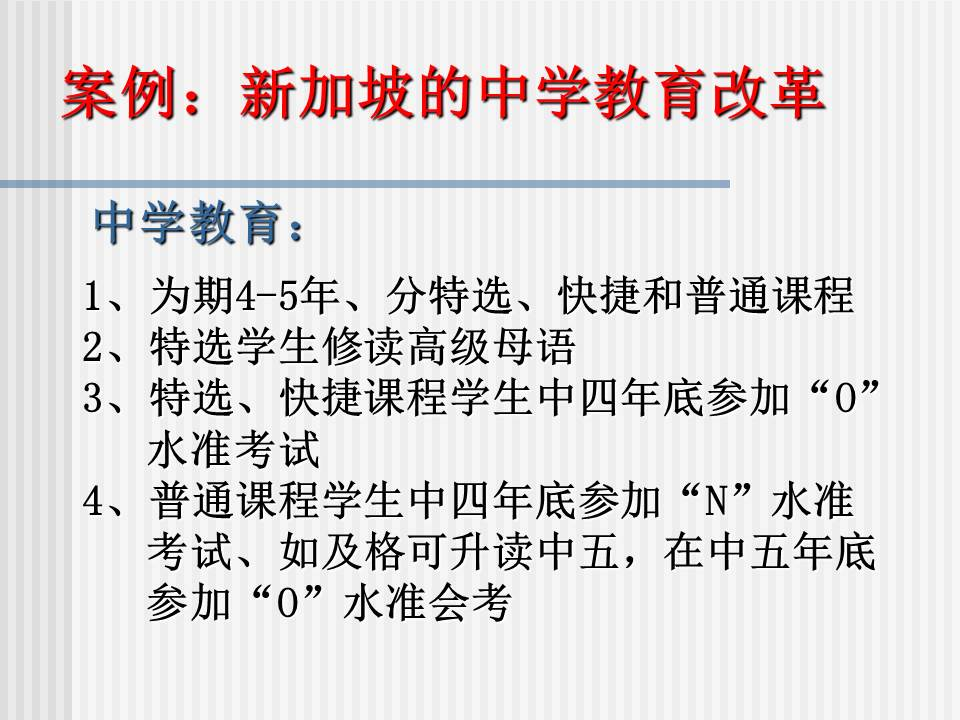 案例：新加坡的中学教育改革
中学教育：
1、为期4-5年、分特选、快捷和普通课程
2、特选学生修读高级母语
3、特选、快捷课程学生中四年底参加“O”
水准考试
4、普通课程学生中四年底参加“N”水准
考试、如及格可升读中五，在中五年底
参加“O”水准会考